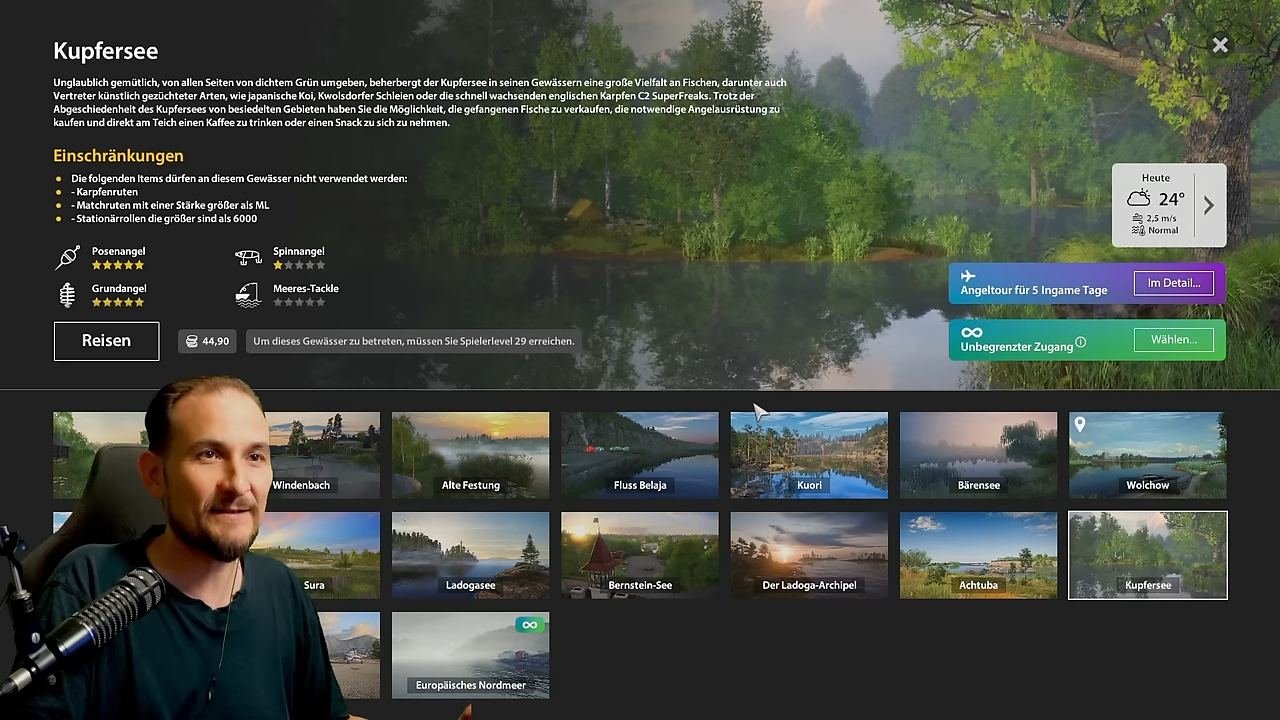 Kupfersee
Unglaublich gemütlich, von allen Seiten von dichtem Grün umgeben, beherbergt der Kupfersee in seinen Gewässern eine große Vielfalt an Fischen, darunter auch
Vertreter künstlich gezüchteter Arten, wie japanische Koi, Kwolsdorfer Schleien oder die schnell wachsenden englischen Karpfen C2 SuperFreaks. Trotz der
Abgeschiedenheit des Kupfersees von besiedelten Gebieten haben Sie die Möglichkeit, die gefangenen Fische zu verkaufen, die notwendige Angelausrüstung zu
kaufen und direkt am Teich einen Kaffee zu trinken oder einen Snack zu sich zu nehmen.
Einschränkungen
Die folgenden Items dürfen an diesem Gewässer nicht verwendet werden:
- Karpfenruten
- Matchruten mit einer Stärke größer als ML
- Stationärrollen die größer sind als 6000
Heute
24°
2,5 m/s
Normal
Posenangel
Spinnangel
Grundangel
Meeres-Tackle
Angeltour für 5 Ingame Tage
Im Detail...
Reisen
44,90
Um dieses Gewässer zu betreten, müssen Sie Spielerlevel 29 erreichen.
Unbegrenzter Zugang
Wählen...
Windenbach
Alte Festung
Fluss Belaja
Kuori
Bärensee
Wolchow
Sura
Ladogasee
Bernstein-See
Der Ladoga-Archipel
Achtuba
Kupfersee
Europäisches Nordmeer